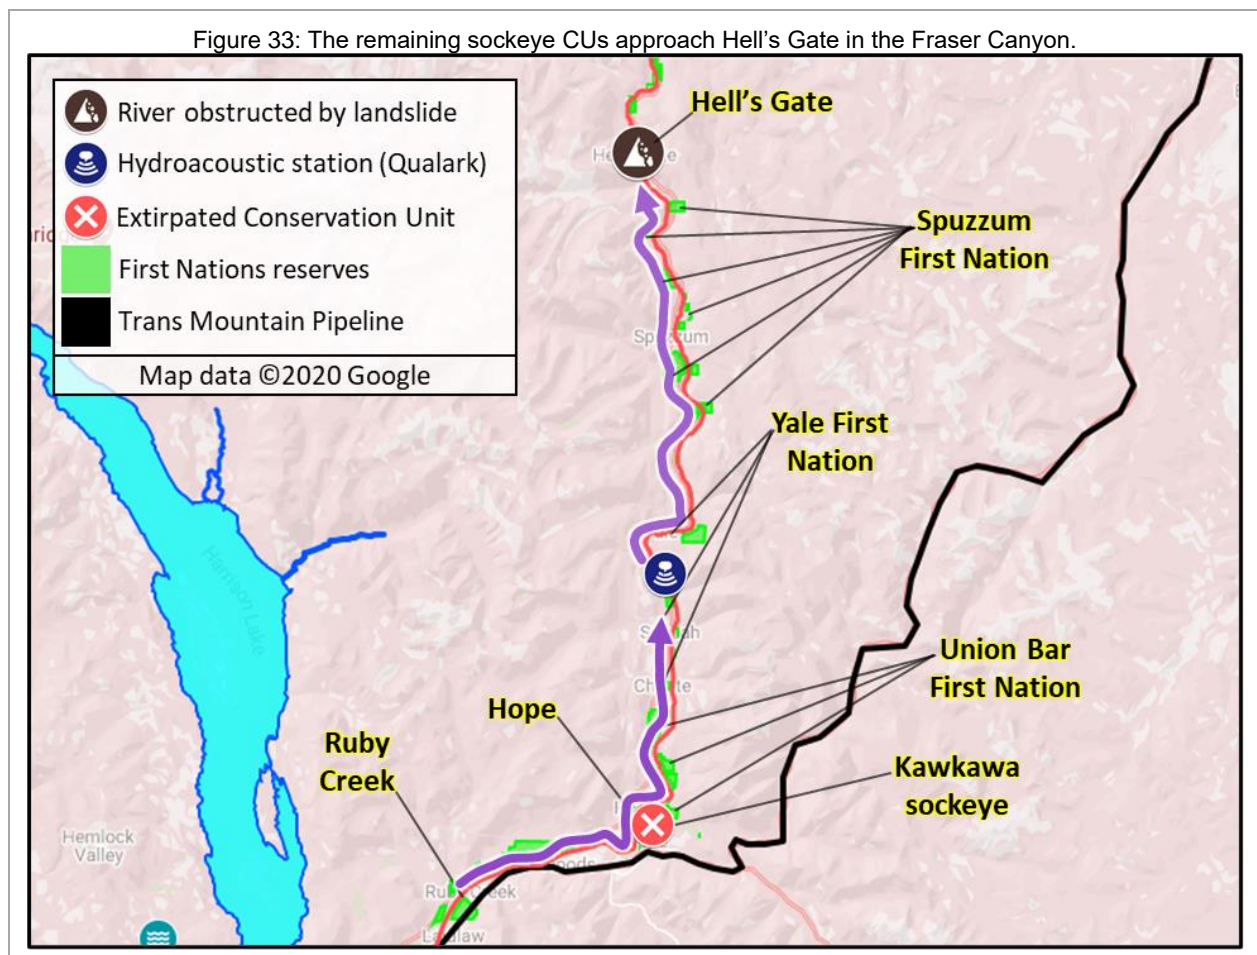 Figure 33: The remaining sockeye CUs approach Hell’s Gate in the Fraser Canyon.
River obstructed by landslide
Hydroacoustic station (Qualark)
Extirpated Conservation Unit
First Nations reserves
Trans Mountain Pipeline
Map data ©2020 Google
Hell’s Gate
Spuzzum
First Nation
Yale First
Nation
Harrison Lake
Union Bar
First Nation
Hope
Ruby
Creek
Kawkawa
sockeye
Hemlock
Valley